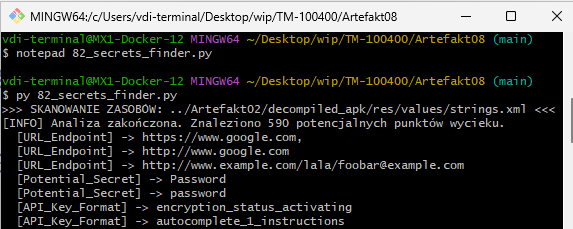 MINGW64:/c/Users/vdi-terminal/Desktop/wip/TM-100400/Artefakt08
vdi-terminal@MX1-Docker-12 MINGW64 ~/Desktop/wip/TM-100400/Artefakt08 (main)
$ notepad 82_secrets_finder.py
vdi-terminal@MX1-Docker-12 MINGW64 ~/Desktop/wip/TM-100400/Artefakt08 (main)
$ py 82_secrets_finder.py
>>> SKANOWANIE ZASOBÓW: ../Artefakt02/decompiled_apk/res/values/strings.xml <<<
[INFO] Analiza zakończona. Znaleziono 590 potencjalnych punktów wycieku.
[URL_Endpoint] -> https://www.google.com,
[URL_Endpoint] -> http://www.google.com
[URL_Endpoint] -> http://www.example.com/lala/foobar@example.com
[Potential_Secret] -> Password
[Potential_Secret] -> password
[API_Key_Format] -> encryption_status_activating
[API_Key_Format] -> autocomplete_1_instructions